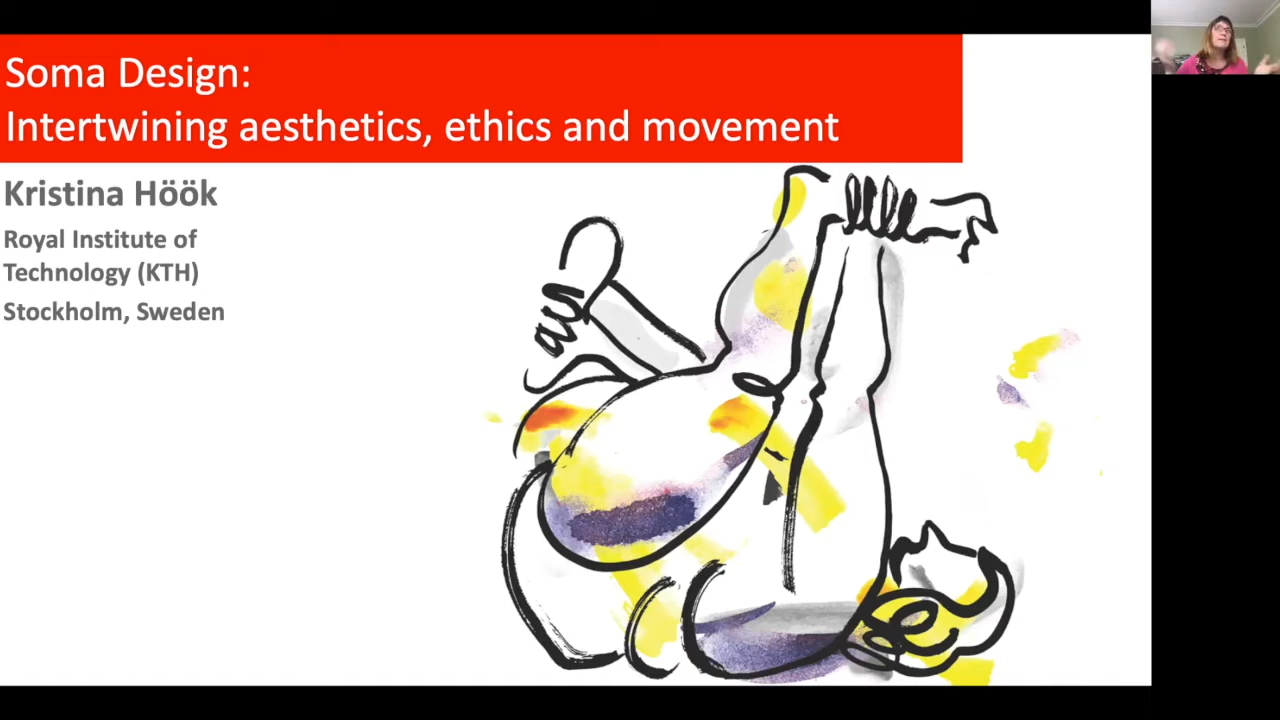 Soma Design:
Intertwining aesthetics, ethics and movement
Kristina Höök
Royal Institute of
Technology (KTH)
Stockholm, Sweden